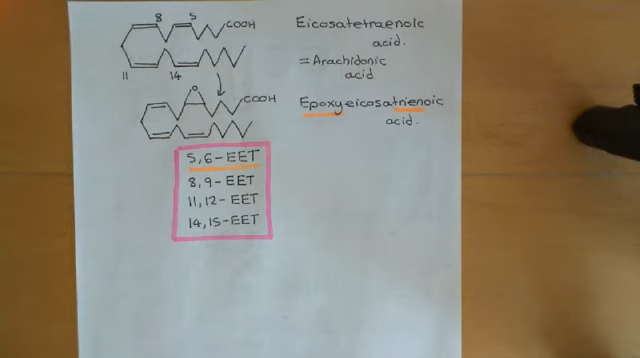 8 5 COOH
11 14
Eicosatetraenoic
acid.
= Arachidonic
acid
O
COOH
Epoxyeicosatrienoic
acid.
5,6-EET
8,9-EET
11,12-EET
14,15-EET